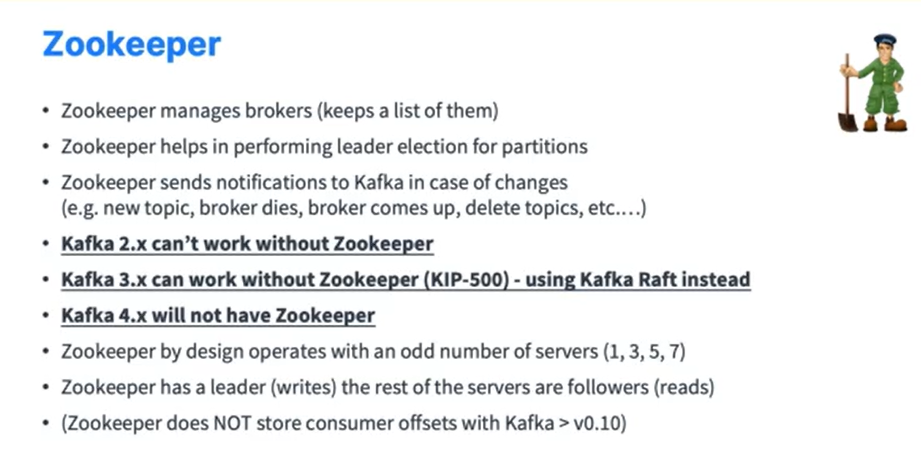 Zookeeper
• Zookeeper manages brokers (keeps a list of them)
• Zookeeper helps in performing leader election for partitions
• Zookeeper sends notifications to Kafka in case of changes
(e.g. new topic, broker dies, broker comes up, delete topics, etc....)
• Kafka 2.x can’t work without Zookeeper
• Kafka 3.x can work without Zookeeper (KIP-500) - using Kafka Raft instead
• Kafka 4.x will not have Zookeeper
• Zookeeper by design operates with an odd number of servers (1, 3, 5, 7)
• Zookeeper has a leader (writes) the rest of the servers are followers (reads)
• (Zookeeper does NOT store consumer offsets with Kafka > v0.10)